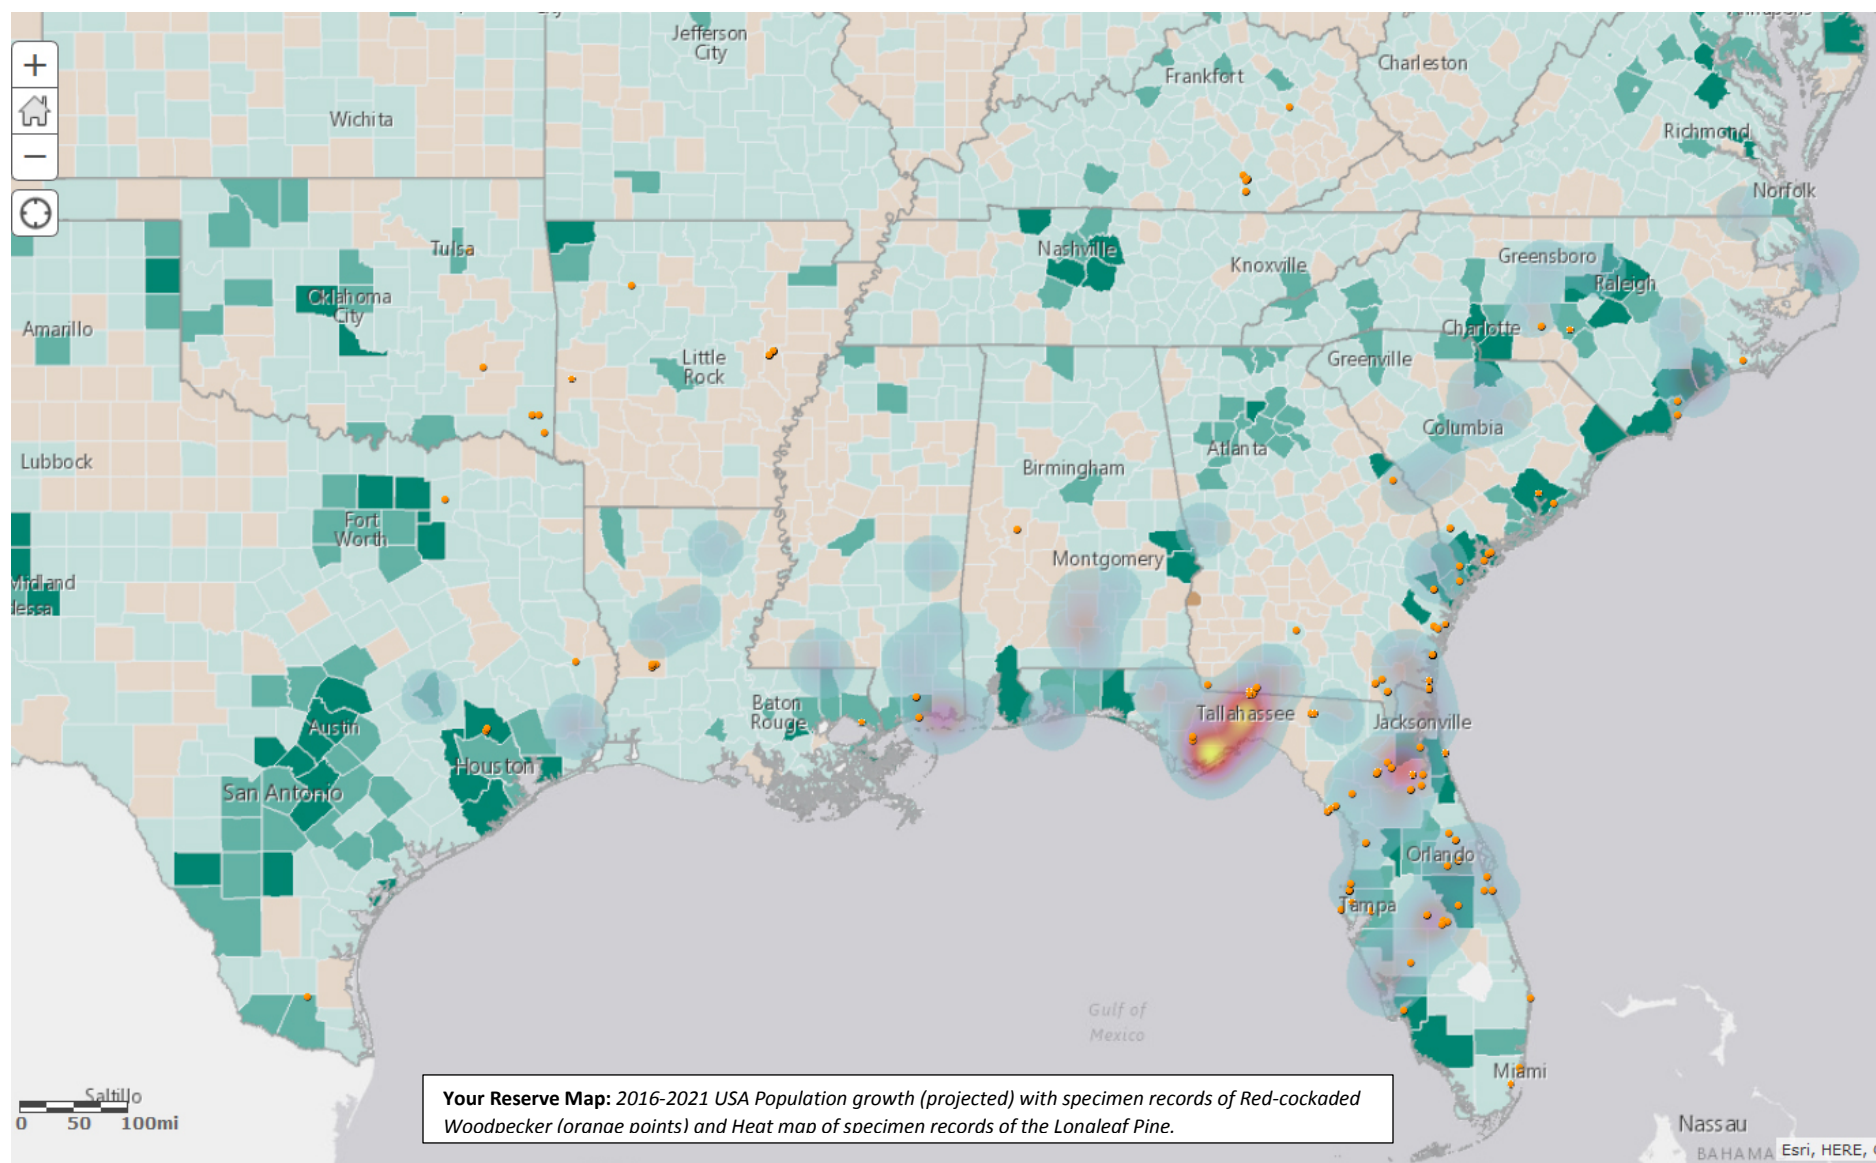 Annapolis
City
Jefferson
City
Frankfort
Charleston
Wichita
Richmond
Norfolk
Tulsa
Nashville
Knoxville
Greensboro
Raleigh
Oklahoma
City
Amarillo
Charlotte
Little
Rock
Greenville
Columbia
Atlanta
Lubbock
Birmingham
Fort
Worth
Montgomery
Midland
dessa
Baton
Rouge
Tallahassee
Jacksonville
Austin
Houston
San Antonio
Orlando
Tampa
Gulf of
Mexico
Miami
Saltillo
0 50 100mi
Your Reserve Map: 2016-2021 USA Population growth (projected) with specimen records of Red-cockaded
Woodpecker (orange points) and Heat map of specimen records of the Longleaf Pine.
Nassau
BAHAMA
Esri, HERE,